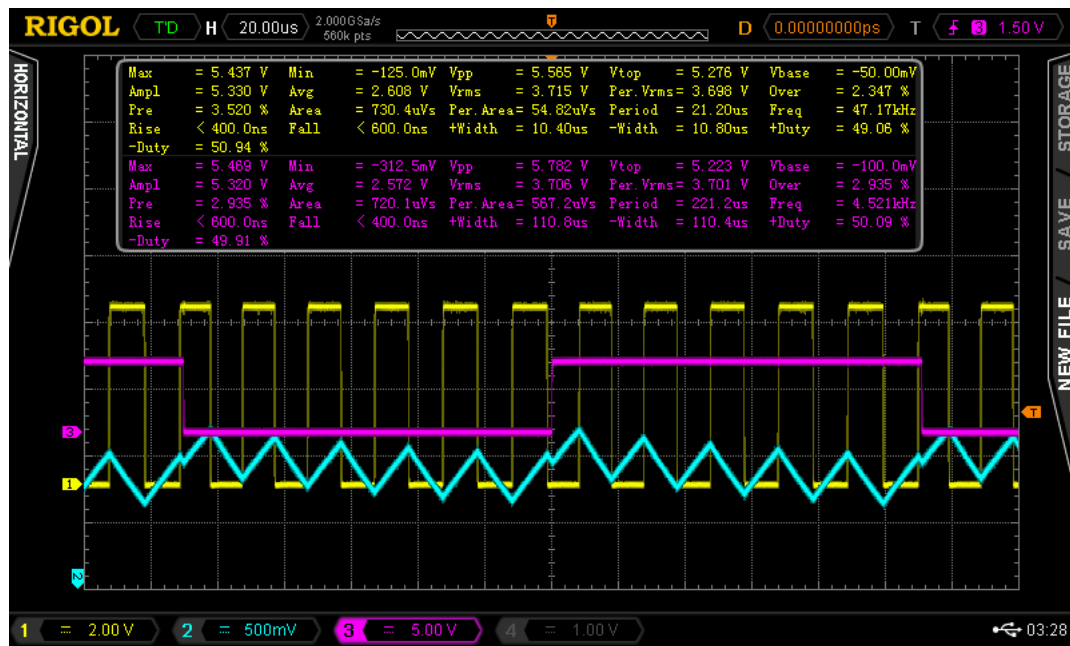 RIGOL T'D H 20.00us 2.000GSa/s 560k pts D 0.00000000ps T 3 1.50 V
HORIZONTAL
Max = 5.437 V Min = -125.0mV Vpp = 5.565 V Vtop = 5.276 V Vbase = -50.00mV
Ampl = 5.330 V Avg = 2.608 V Vrms = 3.715 V Per.Vrms= 3.698 V Over = 2.347 %
Pre = 3.520 % Area = 730.4uVs Per.Area= 54.82uVs Period = 21.20us Freq = 47.17kHz
Rise < 400.0ns Fall < 600.0ns +Width = 10.40us -Width = 10.80us +Duty = 49.06 %
-Duty = 50.94 %
Max = 5.469 V Min = -312.5mV Vpp = 5.782 V Vtop = 5.223 V Vbase = -100.0mV
Ampl = 5.320 V Avg = 2.572 V Vrms = 3.706 V Per.Vrms= 3.701 V Over = 2.935 %
Pre = 2.935 % Area = 720.1uVs Per.Area= 567.2uVs Period = 221.2us Freq = 4.521kHz
Rise < 600.0ns Fall < 400.0ns +Width = 110.8us -Width = 110.4us +Duty = 50.09 %
-Duty = 49.91 %
STORAGE
SAVE
NEW FILE
3
T
1
2
1 = 2.00 V 2 = 500mV 3 = 5.00 V 4 = 1.00 V 03:28